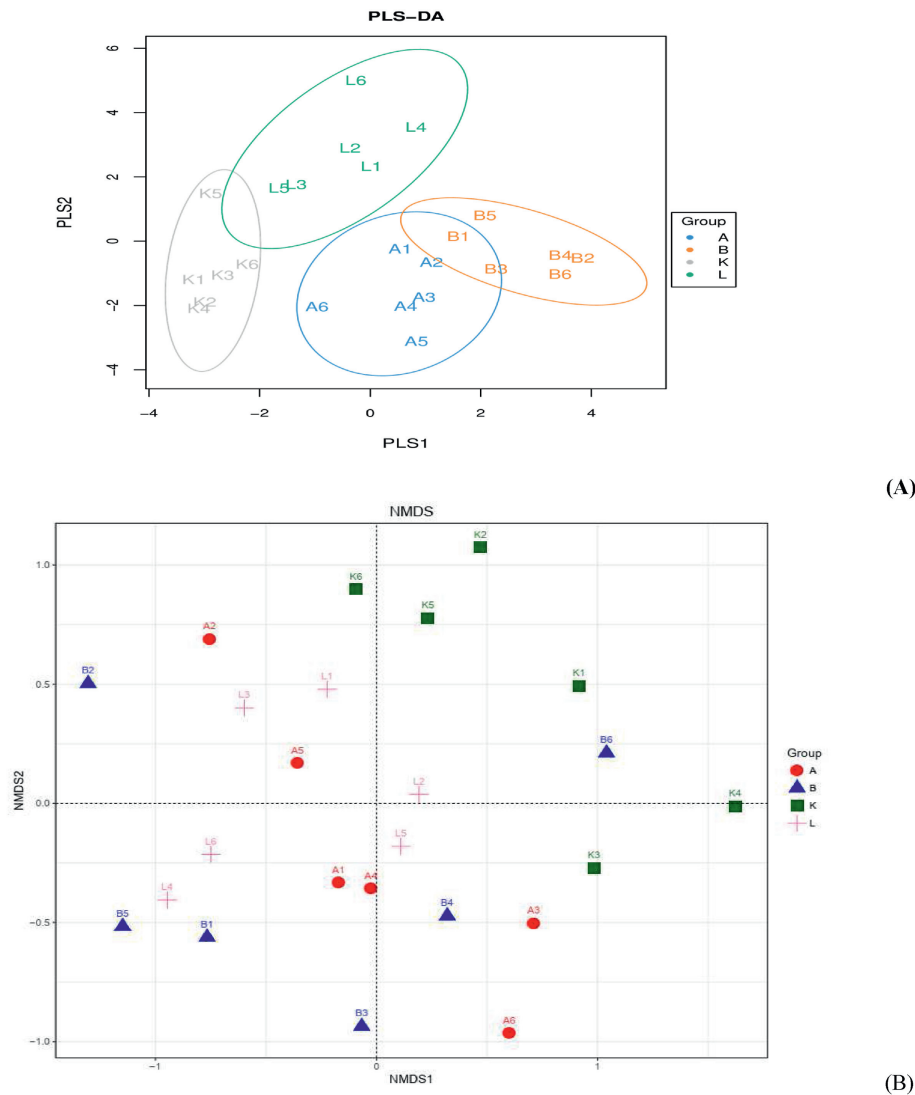 PLS-DA
6
4
2
0
−2
−4
PLS2
L6
L4
L2
L1
L5 L3
K5
K6
K1 K3
K2
K4
B5
B1
B4 B2
B3
B6
A1
A2
A3
A6
A4
A5
Group
A
B
K
L
−4 −2 0 2 4
PLS1
(A)
NMDS
K2
K6
K5
A2
B2
L1
L3
K1
A5
B6
L2
K4
L5
L6
K3
A1 A4
L4
B4
A3
B5
B1
B3
A6
1.0
0.5
0.0
−0.5
−1.0
NMDS2
Group
A
B
K
L
−1 0 1
NMDS1
(B)